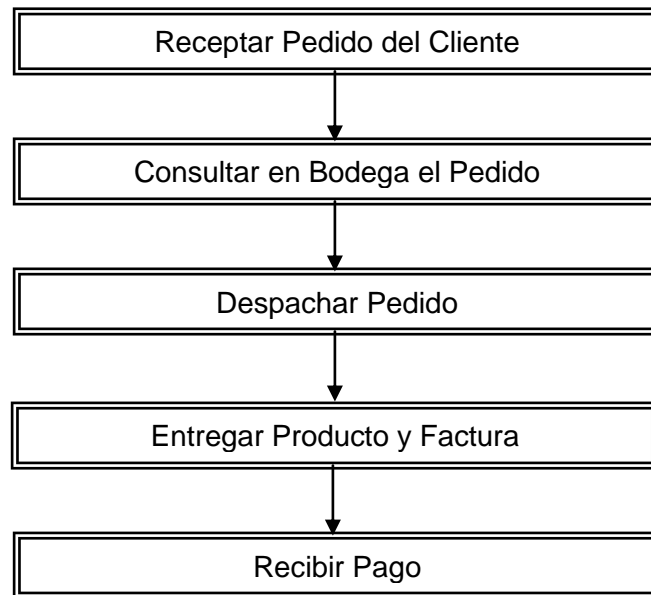 Receptar Pedido del Cliente
Consultar en Bodega el Pedido
Despachar Pedido
Entregar Producto y Factura
Recibir Pago